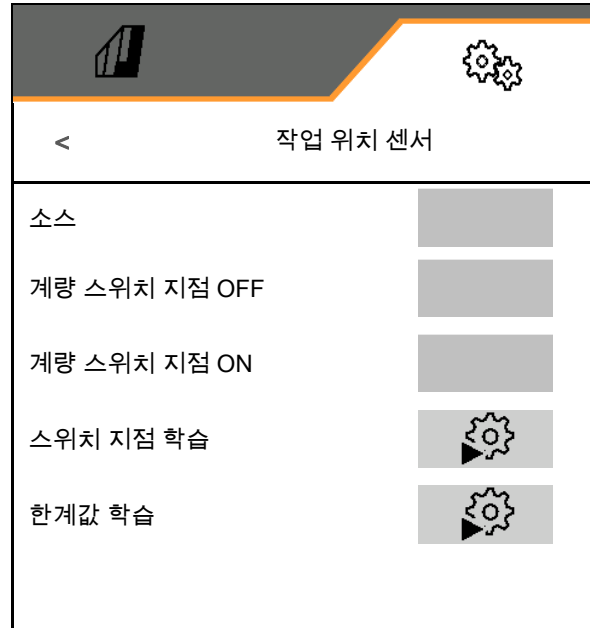 < 작업 위치 센서
소스
계량 스위치 지점 OFF
계량 스위치 지점 ON
스위치 지점 학습
한계값 학습